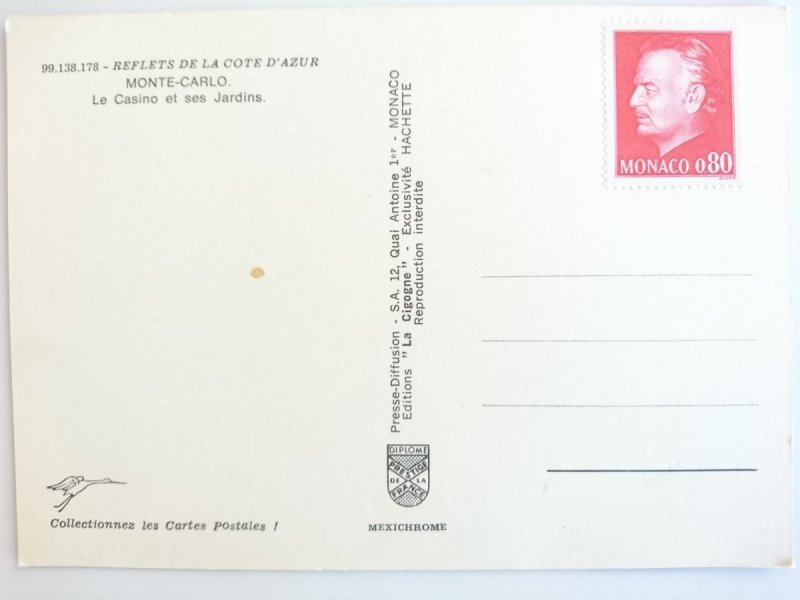 99.138.178 - REFLETS DE LA COTE D'AZUR
MONTE-CARLO.
Le Casino et ses Jardins.
MONACO 0,80
Presse-Diffusion - S.A. 12, Quai Antoine 1er - MONACO
Editions "La Cigogne" - Exclusivité HACHETTE
Reproduction interdite
DIPLOME
PRESTIGE
DE LA
FRANCE
Collectionnez les Cartes Postales !
MEXICHROME